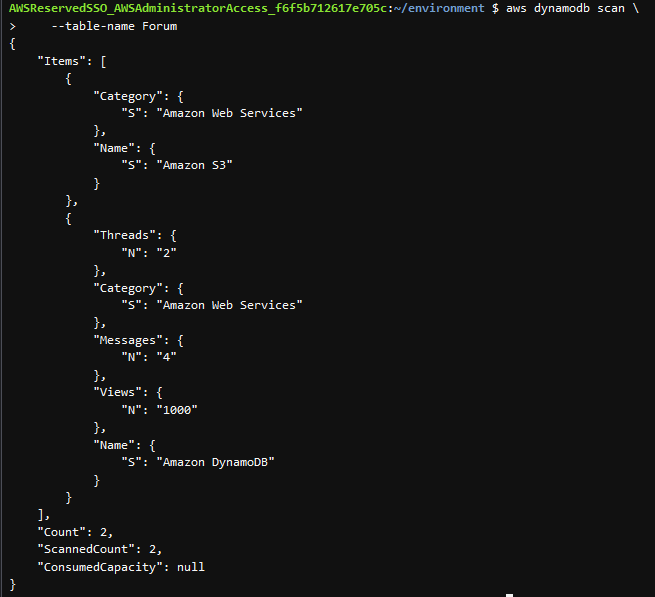 AWSReservedSSO_AWSAdministratorAccess_f6f5b712617e705c:~/environment $ aws dynamodb scan \
>     --table-name Forum
{
    "Items": [
        {
            "Category": {
                "S": "Amazon Web Services"
            },
            "Name": {
                "S": "Amazon S3"
            }
        },
        {
            "Threads": {
                "N": "2"
            },
            "Category": {
                "S": "Amazon Web Services"
            },
            "Messages": {
                "N": "4"
            },
            "Views": {
                "N": "1000"
            },
            "Name": {
                "S": "Amazon DynamoDB"
            }
        }
    ],
    "Count": 2,
    "ScannedCount": 2,
    "ConsumedCapacity": null
}